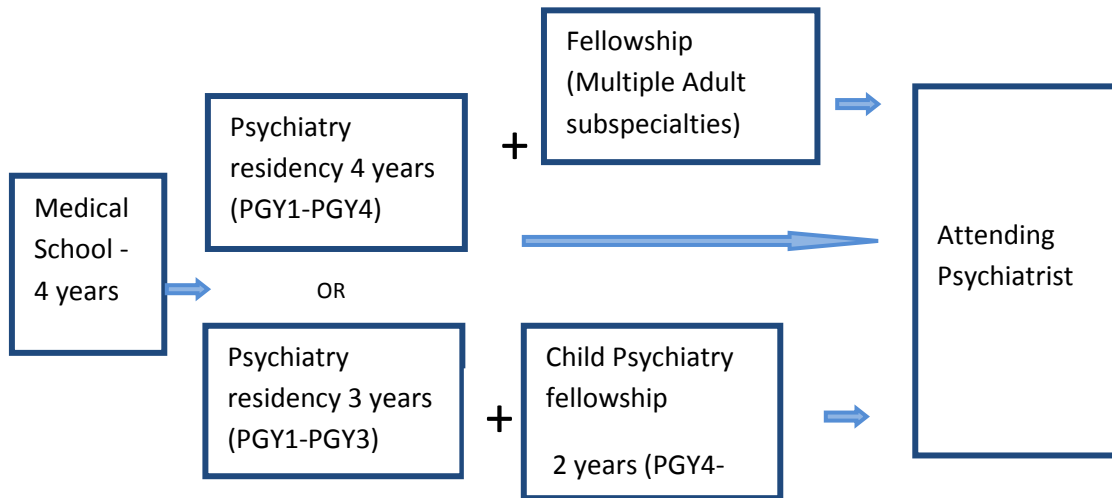 Medical
School -
4 years
Psychiatry
residency 4 years
(PGY1-PGY4)
+
Fellowship
(Multiple Adult
subspecialties)
OR
Psychiatry
residency 3 years
(PGY1-PGY3)
+
Child Psychiatry
fellowship
2 years (PGY4-
Attending
Psychiatrist